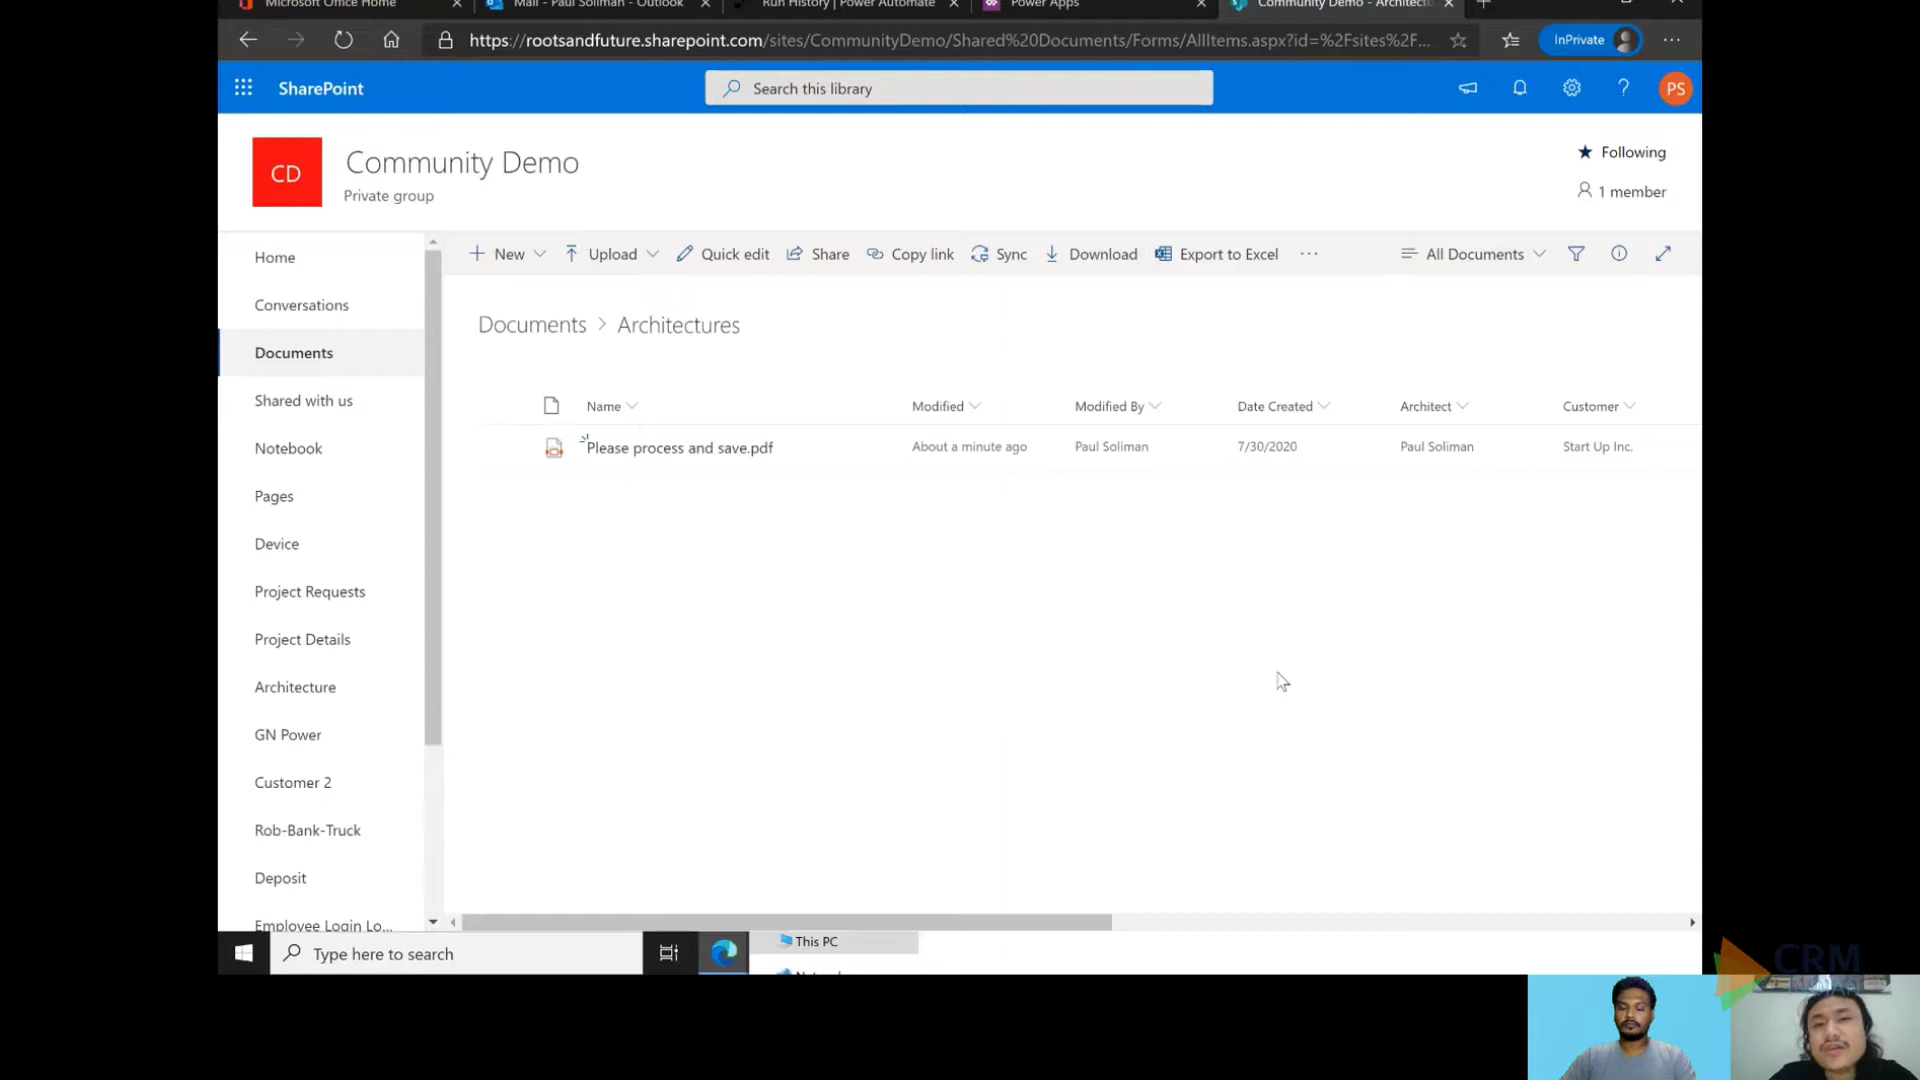 Microsoft Office Home
Mail - Paul Soliman - Outlook
Run History | Power Automate
Power Apps
Community Demo - Architectu
https://rootsandfuture.sharepoint.com/sites/CommunityDemo/Shared%20Documents/Forms/AllItems.aspx?id=%2Fsites%2F...
InPrivate
SharePoint
Search this library
PS
CD
Community Demo
Private group
Following
1 member
New
Upload
Quick edit
Share
Copy link
Sync
Download
Export to Excel
All Documents
Home
Conversations
Documents
Shared with us
Notebook
Pages
Device
Project Requests
Project Details
Architecture
GN Power
Customer 2
Rob-Bank-Truck
Deposit
Employee Login Lo...
Documents > Architectures
Name
Modified
Modified By
Date Created
Architect
Customer
Please process and save.pdf
About a minute ago
Paul Soliman
7/30/2020
Paul Soliman
Start Up Inc.
Type here to search
This PC
CRM